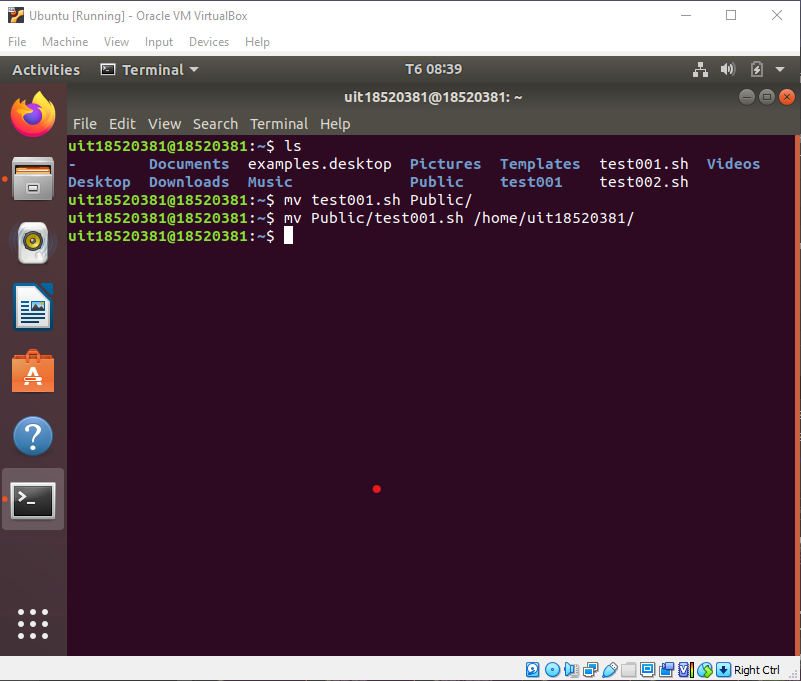 Ubuntu [Running] - Oracle VM VirtualBox
File Machine View Input Devices Help
Activities Terminal T6 08:39
uit18520381@18520381: ~
File Edit View Search Terminal Help
uit18520381@18520381:~$ ls
- Documents examples.desktop Pictures Templates test001.sh Videos
Desktop Downloads Music Public test001 test002.sh
uit18520381@18520381:~$ mv test001.sh Public/
uit18520381@18520381:~$ mv Public/test001.sh /home/uit18520381/
uit18520381@18520381:~$
Right Ctrl